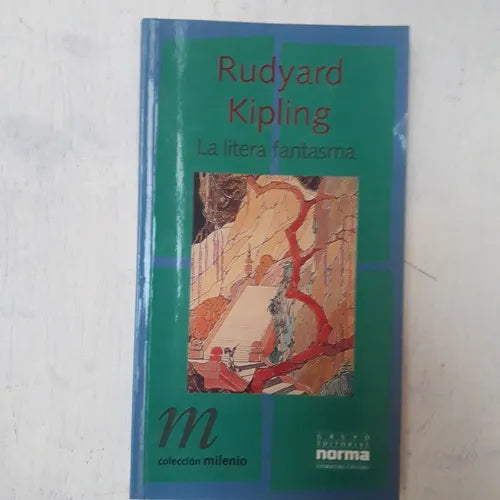 Rudyard
Kipling
La litera fantasma
m
colección milenio
GRUPO
EDITORIAL
norma